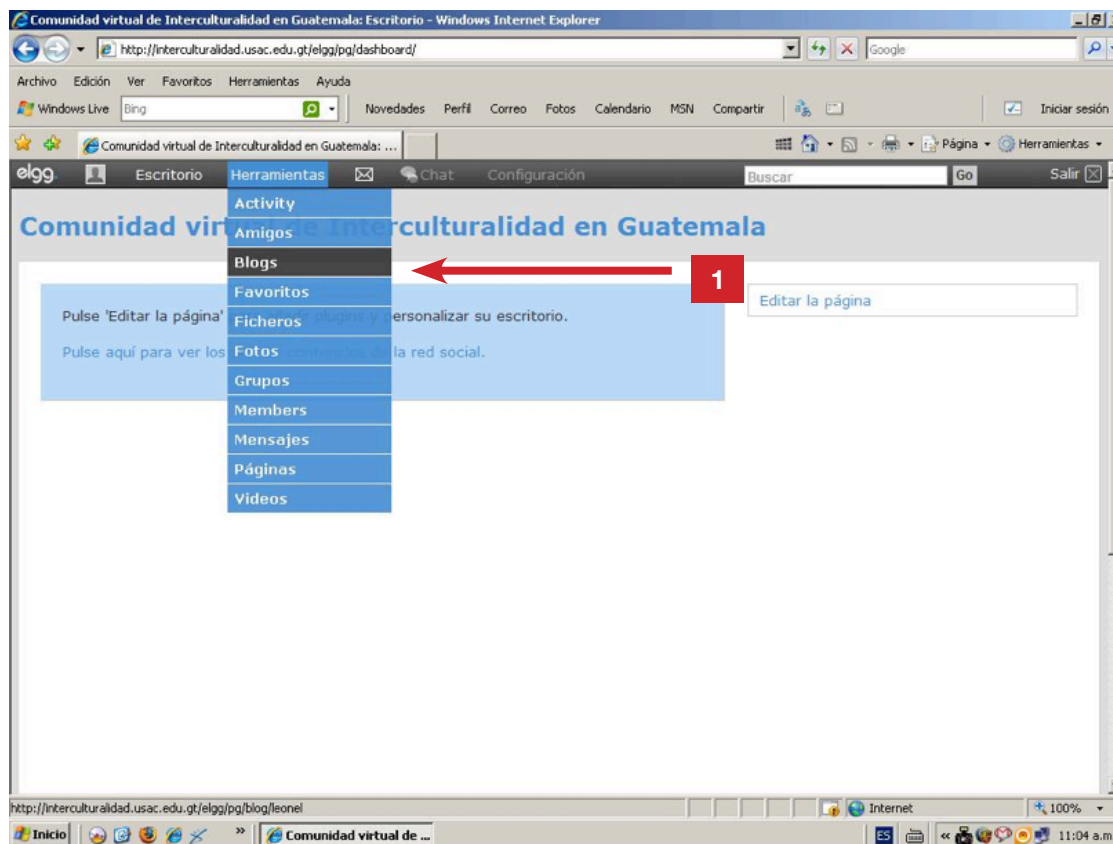 Comunidad virtual de Interculturalidad en Guatemala: Escritorio - Windows Internet Explorer
http://interculturalidad.usac.edu.gt/elgg/pg/dashboard/ Google
Archivo Edición Ver Favoritos Herramientas Ayuda
Windows Live Bing Novedades Perfil Correo Fotos Calendario MSN Compartir Iniciar sesión
Comunidad virtual de Interculturalidad en Guatemala: ... Página Herramientas
elgg. Escritorio Herramientas Chat Configuración Buscar Go Salir
Activity
Comunidad virtual de Interculturalidad en Guatemala
Amigos
Blogs
1
Favoritos
Editar la página
Pulse 'Editar la página' plugins y personalizar su escritorio.
Ficheros
Pulse aquí para ver los la red social.
Fotos
Grupos
Members
Mensajes
Páginas
Videos
http://interculturalidad.usac.edu.gt/elgg/pg/blog/leonel Internet 100%
Inicio » Comunidad virtual de ... ES « 11:04 a.m